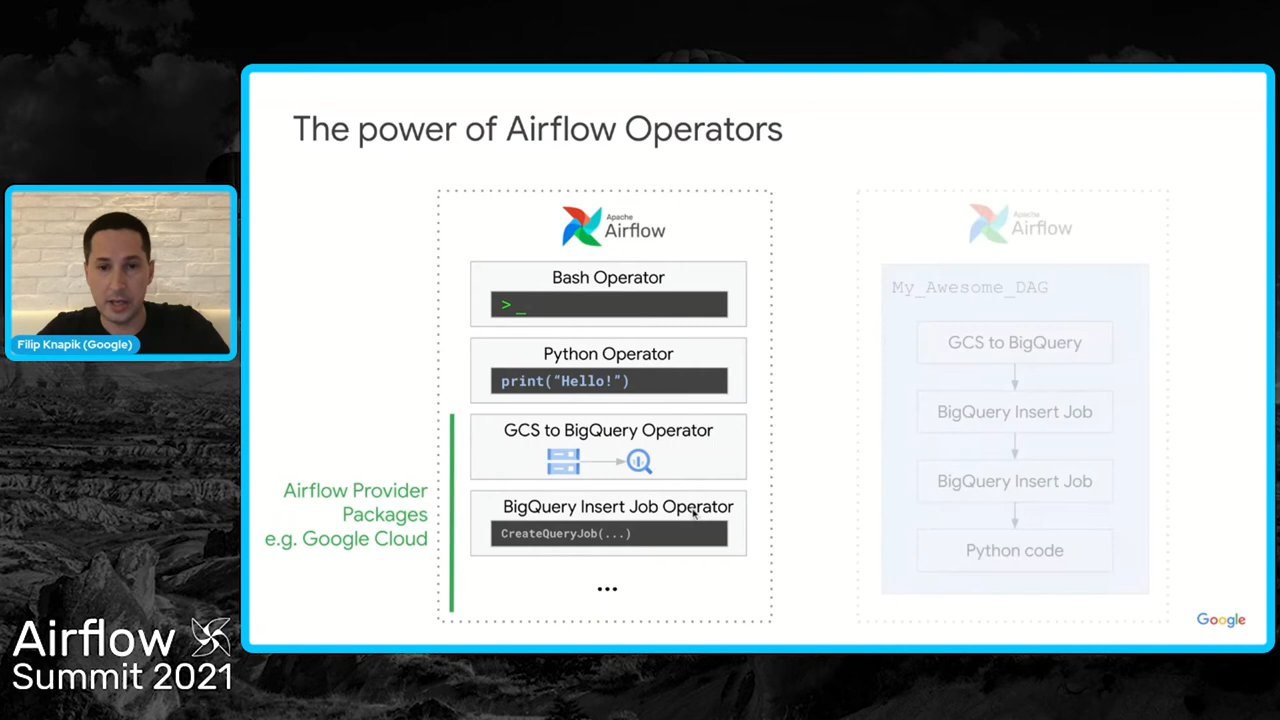 The power of Airflow Operators
Apache
Airflow
Bash Operator
>_
Python Operator
print("Hello!")
GCS to BigQuery Operator
BigQuery Insert Job Operator
CreateQueryJob(...)
...
Airflow Provider
Packages
e.g. Google Cloud
Apache
Airflow
My_Awesome_DAG
GCS to BigQuery
BigQuery Insert Job
BigQuery Insert Job
Python code
Google
Filip Knapik (Google)
Airflow
Summit 2021